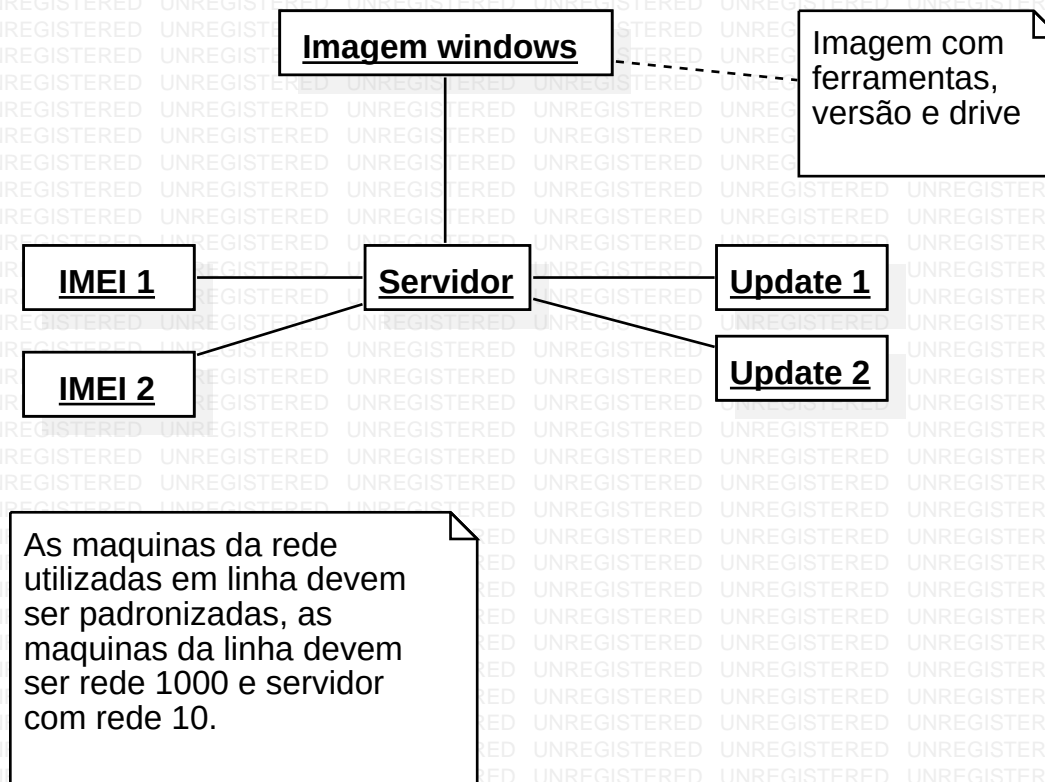 Imagem windows
Imagem com
ferramentas,
versão e drive
IMEI 1
Servidor
Update 1
IMEI 2
Update 2
As maquinas da rede
utilizadas em linha devem
ser padronizadas, as
maquinas da linha devem
ser rede 1000 e servidor
com rede 10.
UNREGISTERED